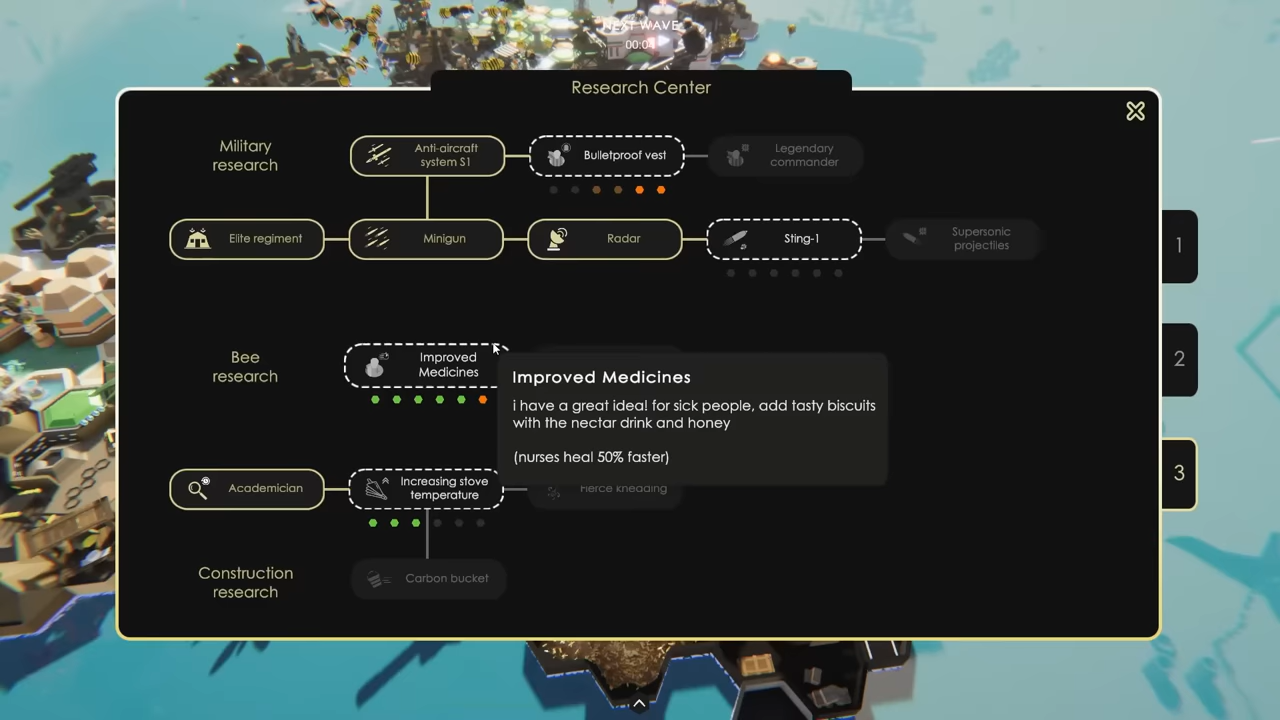 NEXT WAVE
00:04
Research Center
Military
research
Anti-aircraft
system S1
Bulletproof vest
Legendary
commander
Elite regiment
Minigun
Radar
Sting-1
Supersonic
projectiles
1
2
3
Bee
research
Improved
Medicines
Improved Medicines
i have a great idea! for sick people, add tasty biscuits
with the nectar drink and honey
(nurses heal 50% faster)
Academician
Increasing stove
temperature
Fierce kneading
Construction
research
Carbon bucket